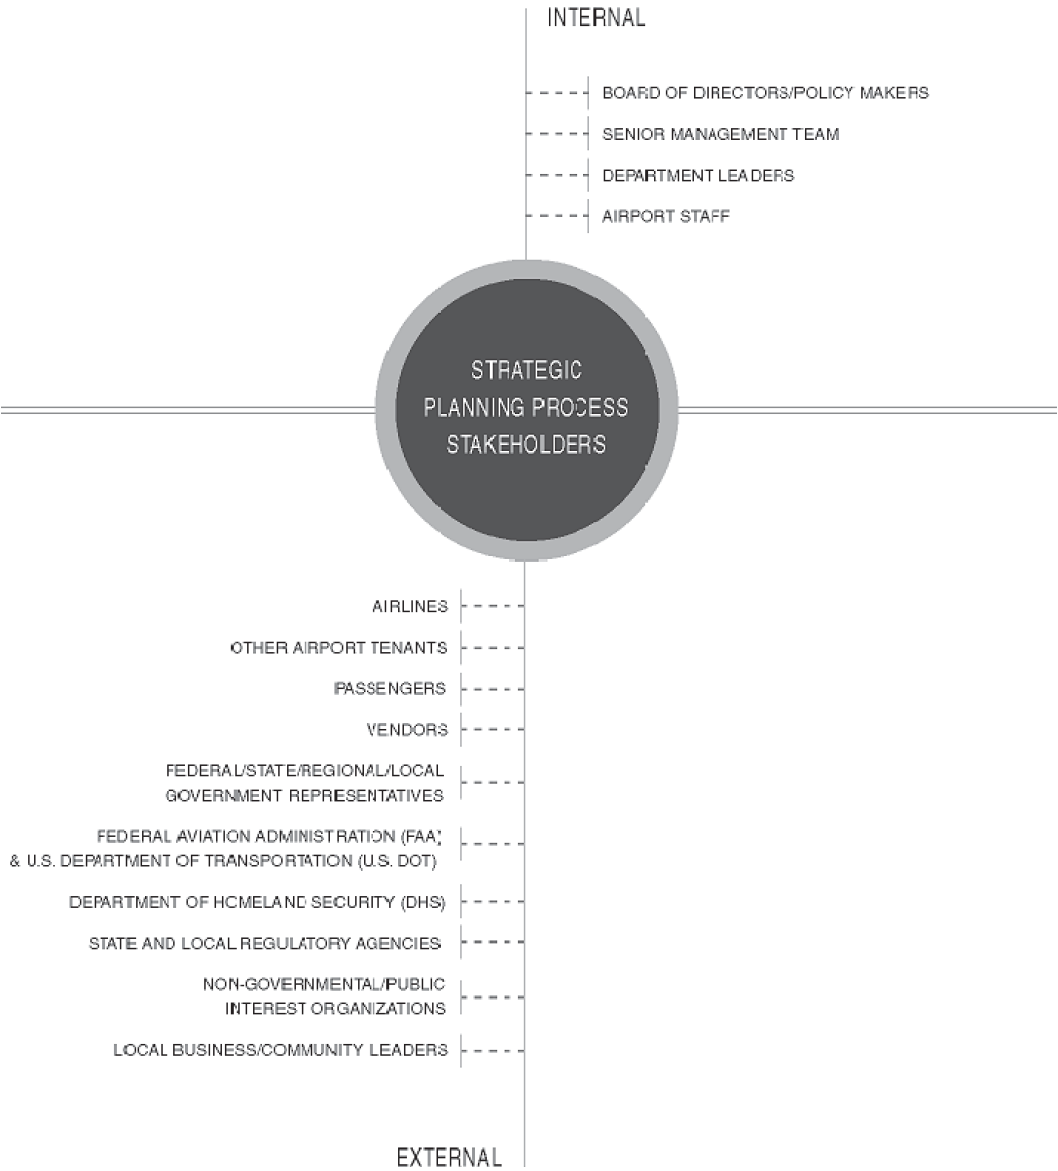 INTERNAL
BOARD OF DIRECTORS/POLICY MAKERS
SENIOR MANAGEMENT TEAM
DEPARTMENT LEADERS
AIRPORT STAFF
STRATEGIC
PLANNING PROCESS
STAKEHOLDERS
AIRLINES
OTHER AIRPORT TENANTS
PASSENGERS
VENDORS
FEDERAL/STATE/REGIONAL/LOCAL
GOVERNMENT REPRESENTATIVES
FEDERAL AVIATION ADMINISTRATION (FAA)
& U.S. DEPARTMENT OF TRANSPORTATION (U.S. DOT)
DEPARTMENT OF HOMELAND SECURITY (DHS)
STATE AND LOCAL REGULATORY AGENCIES
NON-GOVERNMENTAL/PUBLIC
INTEREST ORGANIZATIONS
LOCAL BUSINESS/COMMUNITY LEADERS
EXTERNAL